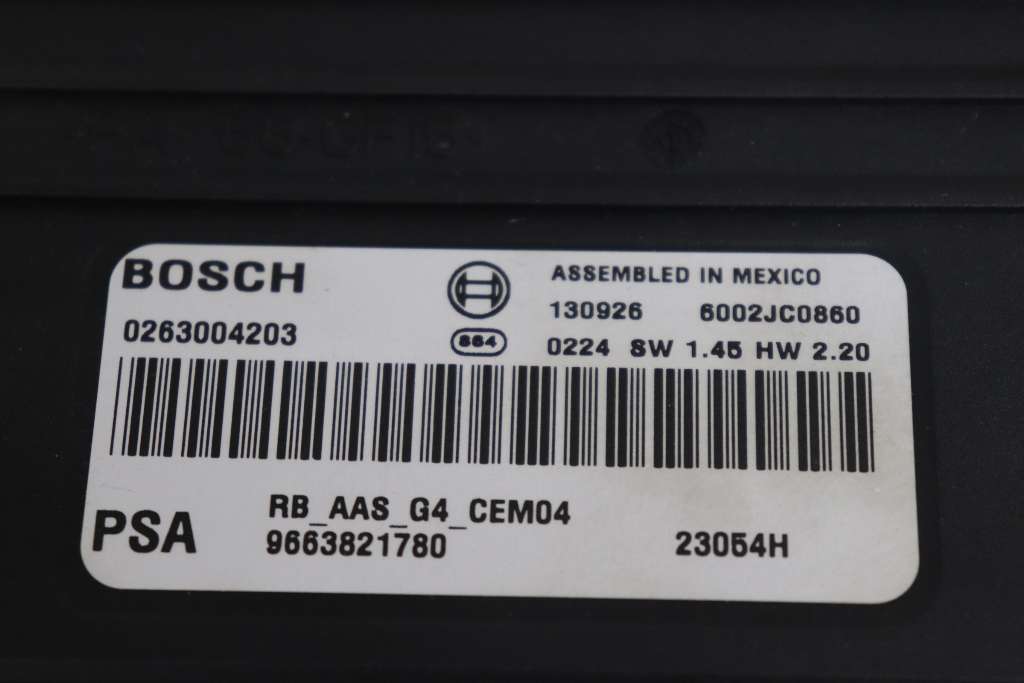 BOSCH
ASSEMBLED IN MEXICO
130926 6002JC0860
0263004203
864
0224 SW 1.45 HW 2.20
RB_AAS_G4_CEM04
PSA
9663821780
23054H